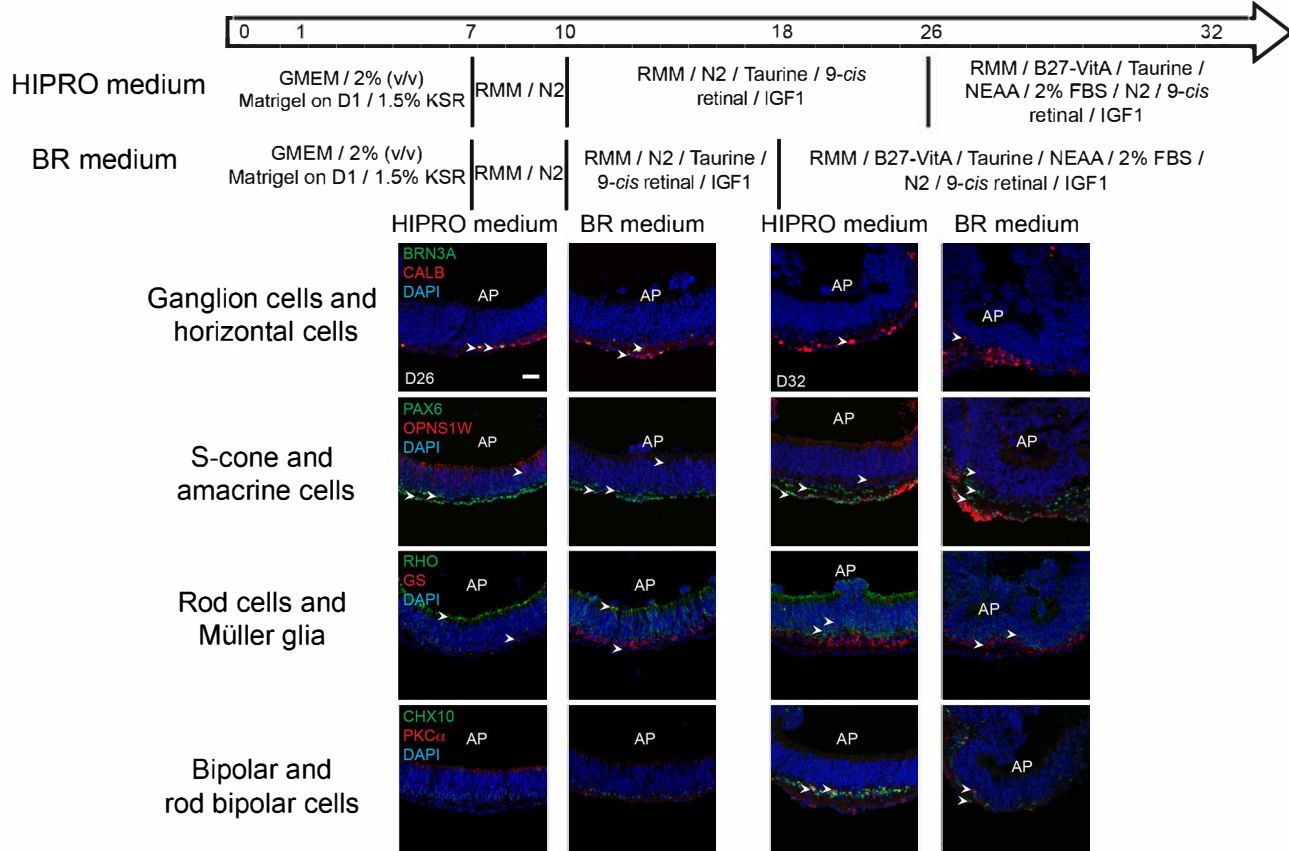 0 1 7 10 18 26 32
HIPRO medium
GMEM / 2% (v/v)
Matrigel on D1 / 1.5% KSR
RMM / N2
RMM / N2 / Taurine / 9-cis
retinal / IGF1
RMM / B27-VitA / Taurine /
NEAA / 2% FBS / N2 / 9-cis
retinal / IGF1
BR medium
GMEM / 2% (v/v)
Matrigel on D1 / 1.5% KSR
RMM / N2
RMM / N2 / Taurine /
9-cis retinal / IGF1
RMM / B27-VitA / Taurine / NEAA / 2% FBS /
N2 / 9-cis retinal / IGF1
HIPRO medium BR medium HIPRO medium BR medium
Ganglion cells and
horizontal cells
BRN3A
CALB
DAPI
AP
D26
AP
AP
D32
AP
S-cone and
amacrine cells
PAX6
OPNS1W
DAPI
AP
AP
AP
AP
Rod cells and
Müller glia
RHO
GS
DAPI
AP
AP
AP
AP
Bipolar and
rod bipolar cells
CHX10
PKCα
DAPI
AP
AP
AP
AP